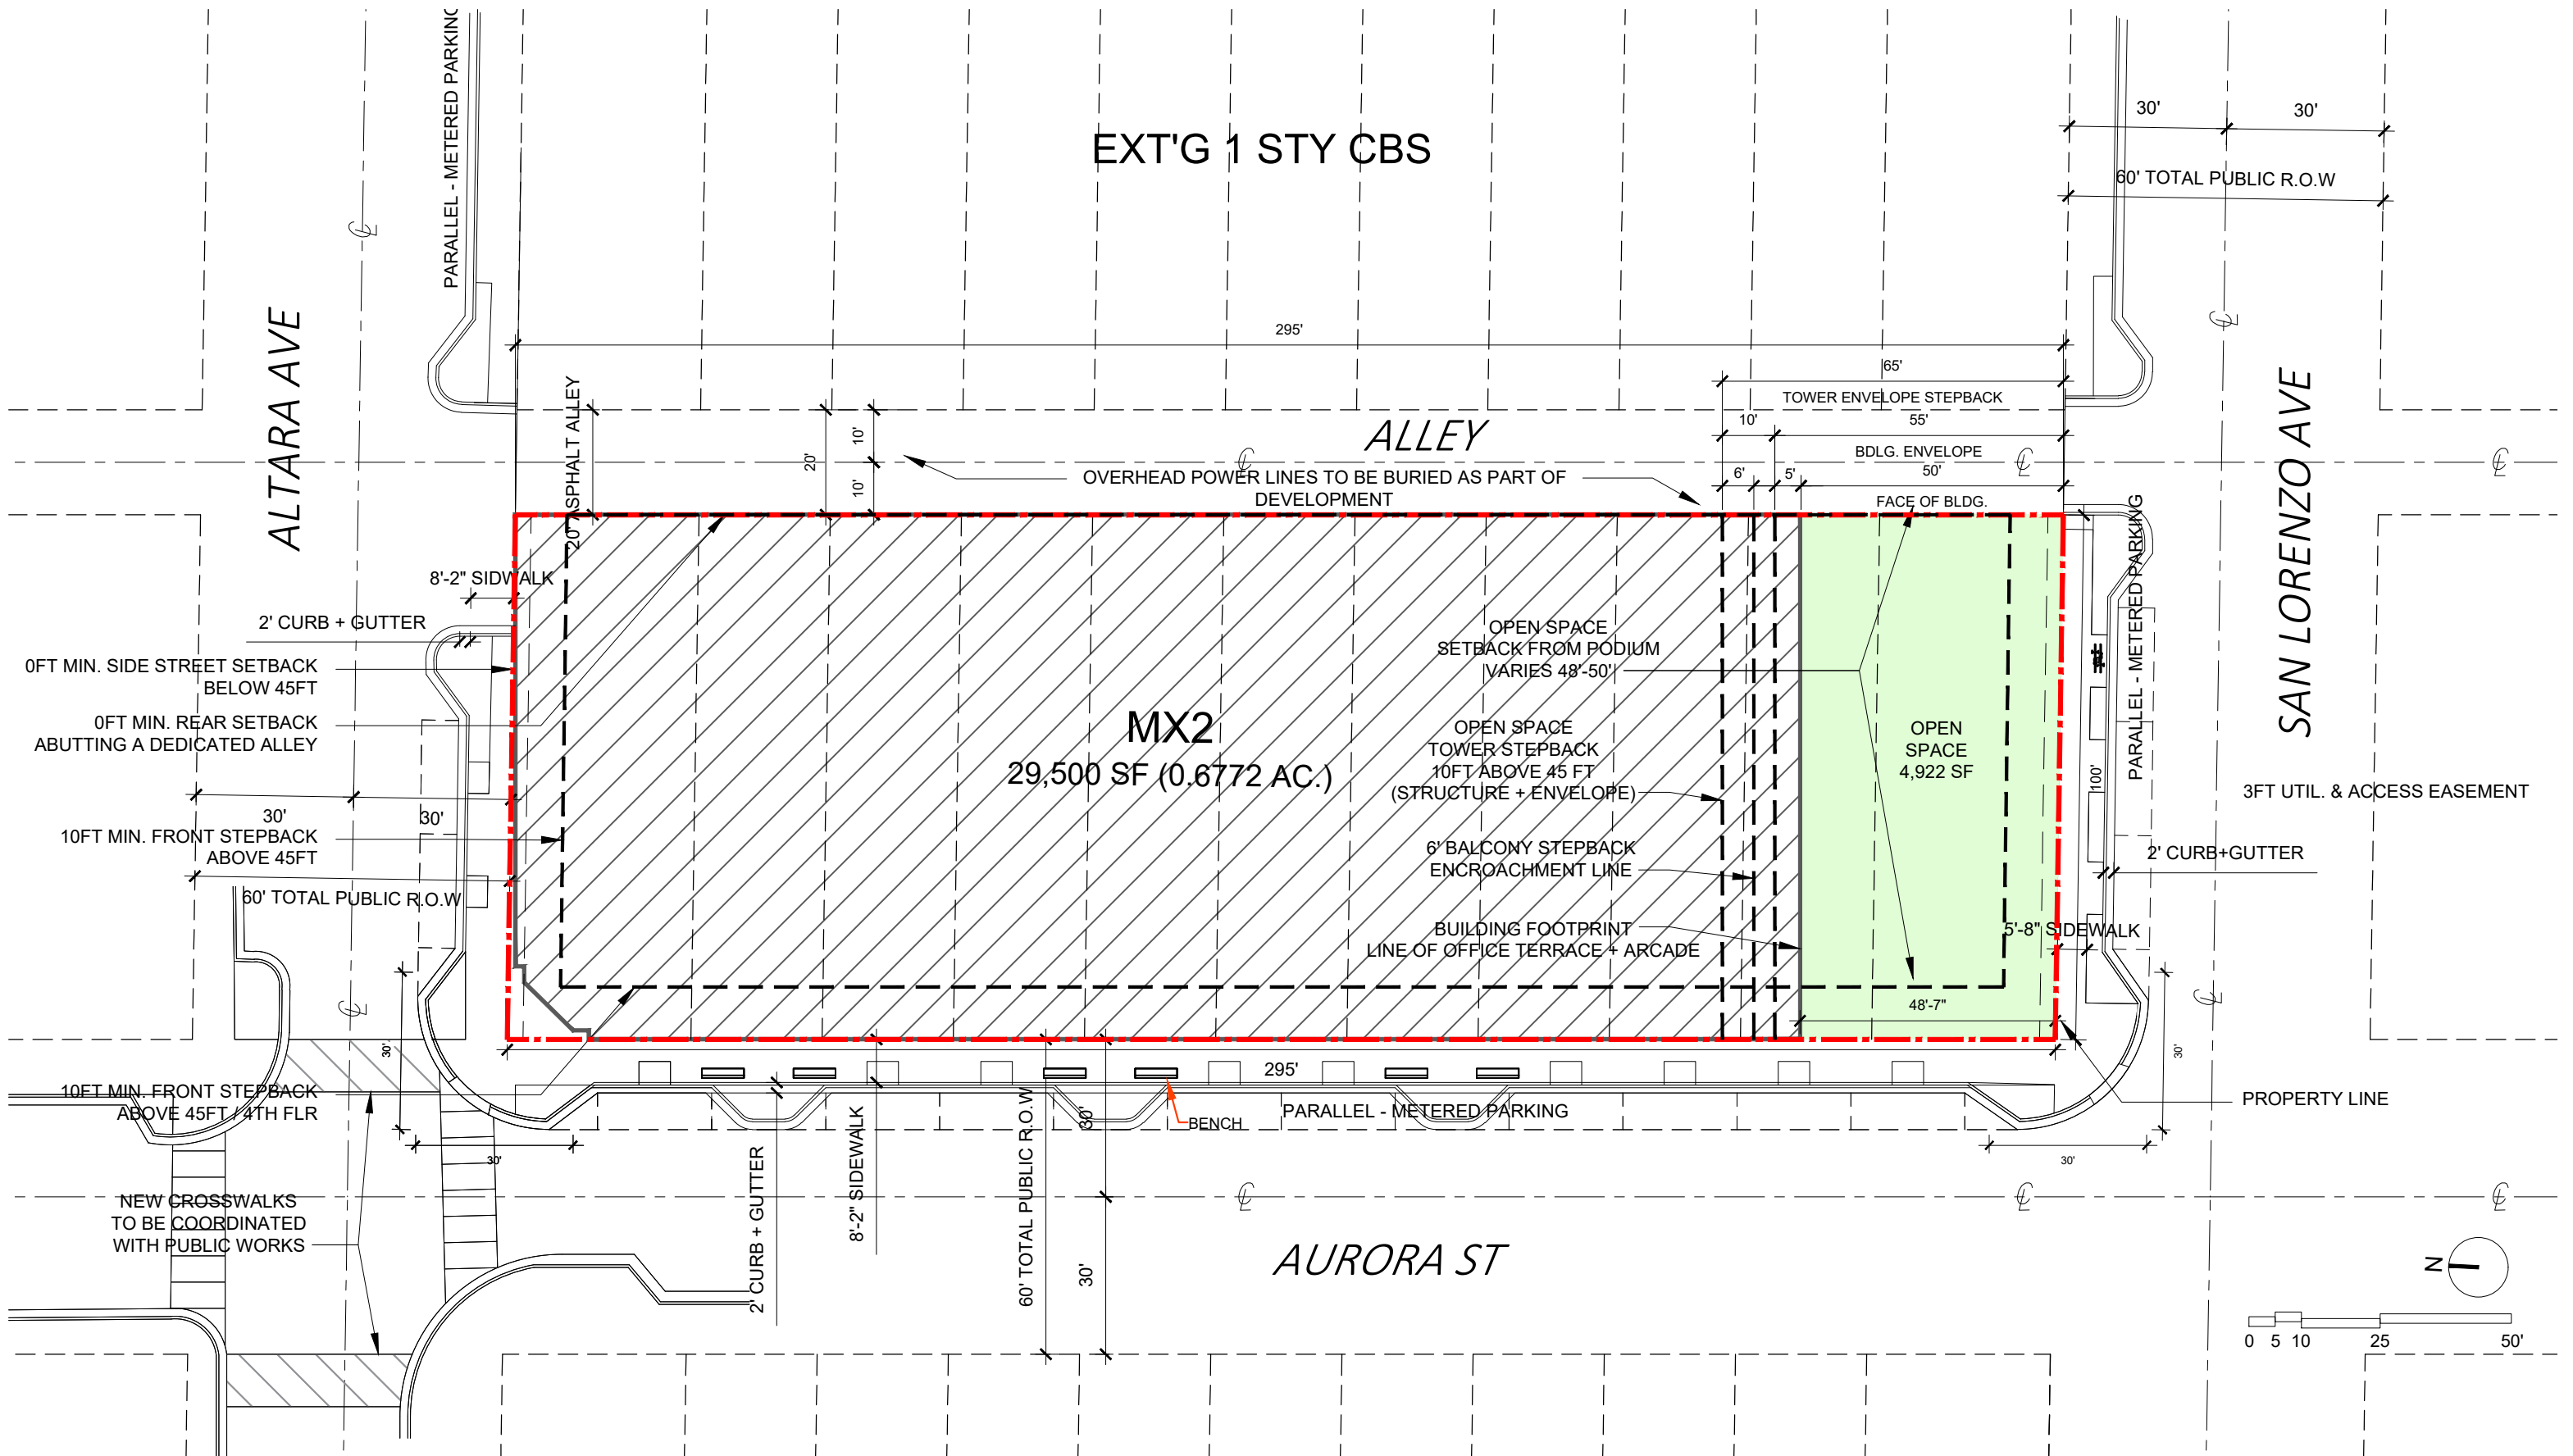 PARALLEL - METERED PARKING
EXT'G 1 STY CBS
30'
30'
60' TOTAL PUBLIC R.O.W
ALTARA AVE
SAN LORENZO AVE
295'
65'
TOWER ENVELOPE STEPBACK
10'
55'
BDLG. ENVELOPE
6'
5'
50'
FACE OF BLDG.
20' ASPHALT ALLEY
20'
10'
10'
ALLEY
OVERHEAD POWER LINES TO BE BURIED AS PART OF
DEVELOPMENT
8'-2" SIDWALK
2' CURB + GUTTER
0FT MIN. SIDE STREET SETBACK
BELOW 45FT
0FT MIN. REAR SETBACK
ABUTTING A DEDICATED ALLEY
30'
30'
10FT MIN. FRONT STEPBACK
ABOVE 45FT
60' TOTAL PUBLIC R.O.W
MX2
29,500 SF (0.6772 AC.)
OPEN SPACE
SETBACK FROM PODIUM
VARIES 48'-50'
OPEN SPACE
TOWER STEPBACK
10FT ABOVE 45 FT
(STRUCTURE + ENVELOPE)
6' BALCONY STEPBACK
ENCROACHMENT LINE
BUILDING FOOTPRINT
LINE OF OFFICE TERRACE + ARCADE
OPEN
SPACE
4,922 SF
48'-7"
PARALLEL - METERED PARKING
100'
3FT UTIL. & ACCESS EASEMENT
2' CURB+GUTTER
5'-8" SIDEWALK
30'
30'
PROPERTY LINE
30'
30'
10FT MIN. FRONT STEPBACK
ABOVE 45FT / 4TH FLR
295'
PARALLEL - METERED PARKING
BENCH
NEW CROSSWALKS
TO BE COORDINATED
WITH PUBLIC WORKS
2' CURB + GUTTER
8'-2" SIDEWALK
60' TOTAL PUBLIC R.O.W
30'
30'
AURORA ST
N
0 5 10 25 50'